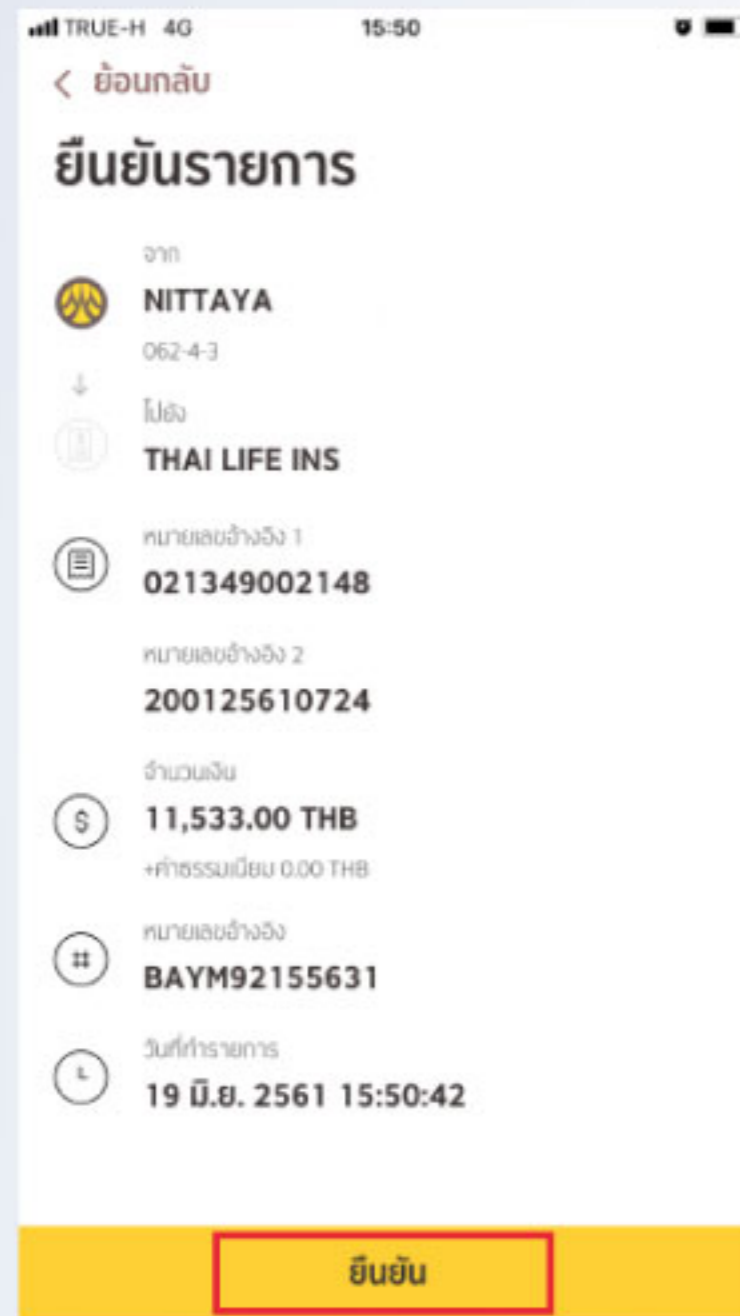 TRUE-H 4G 15:50
ย้อนกลับ
ยืนยันรายการ
จาก
NITTAYA
062-4-3
ไปยัง
THAI LIFE INS
หมายเลขอ้างอิง 1
021349002148
หมายเลขอ้างอิง 2
200125610724
จำนวนเงิน
11,533.00 THB
+ค่าธรรมเนียม 0.00 THB
หมายเลขอ้างอิง
BAYM92155631
วันที่ทำรายการ
19 มิ.ย. 2561 15:50:42
ยืนยัน